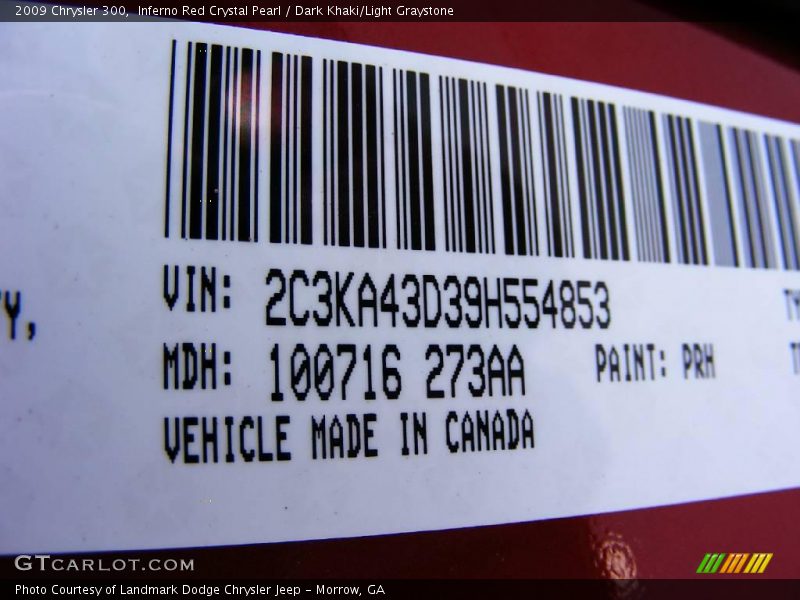 2009 Chrysler 300, Inferno Red Crystal Pearl / Dark Khaki/Light Graystone
VIN: 2C3KA43D39H554853
MDH: 100716 273AA PAINT: PRH
VEHICLE MADE IN CANADA
GTCARLOT.COM
Photo Courtesy of Landmark Dodge Chrysler Jeep - Morrow, GA